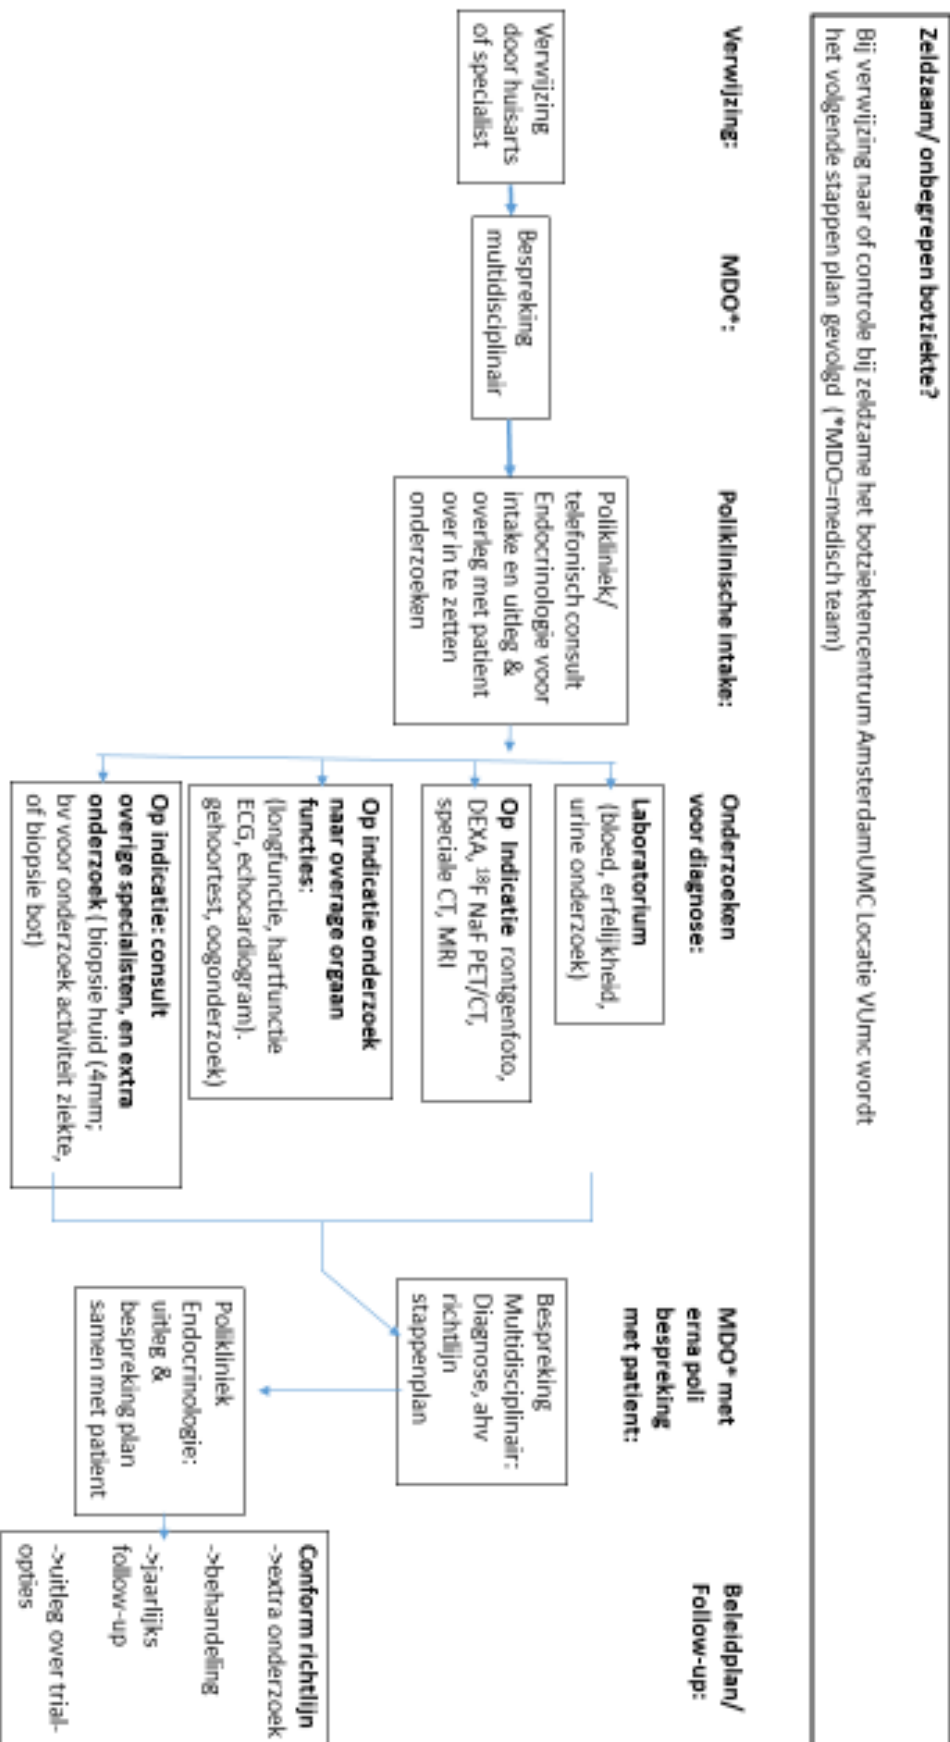 Zeldzaam/ onbegrepen botziekte?
Bij verwijzing naar of controle bij zeldzame het botziektencentrum AmsterdamUMC Locatie VUmc wordt
het volgende stappen plan gevolgd (*MDO=medisch team)
Verwijzing:
Verwijzing
door huisarts
of specialist
MDO*:
Bespreking
multidisciplinair
Poliklinische intake:
Polikliniek/
telefonisch consult
Endocrinologie voor
intake en uitleg &
overleg met patient
over in te zetten
onderzoeken
Onderzoeken
voor diagnose:
Laboratorium
(bloed, erfelijkheid,
urine onderzoek)
Op Indicatie rontgenfoto,
DEXA, ¹⁸F NaF PET/CT,
speciale CT, MRI
Op indicatie onderzoek
naar overage orgaan
functies:
(longfunctie, hartfunctie
ECG, echocardiogram).
gehoortest, oogonderzoek)
Op indicatie: consult
overige specialisten, en extra
onderzoek ( biopsie huid (4mm;
bv voor onderzoek activiteit ziekte,
of biopsie bot)
MDO* met
erna poli
bespreking
met patient:
Bespreking
Multidisciplinair:
Diagnose, ahv
richtlijn
stappenplan
Polikliniek
Endocrinologie:
uitleg &
bespreking plan
samen met patient
Beleidplan/
Follow-up:
Conform richtlijn
->extra onderzoek
->behandeling
->jaarlijks
follow-up
->uitleg over trial-
opties